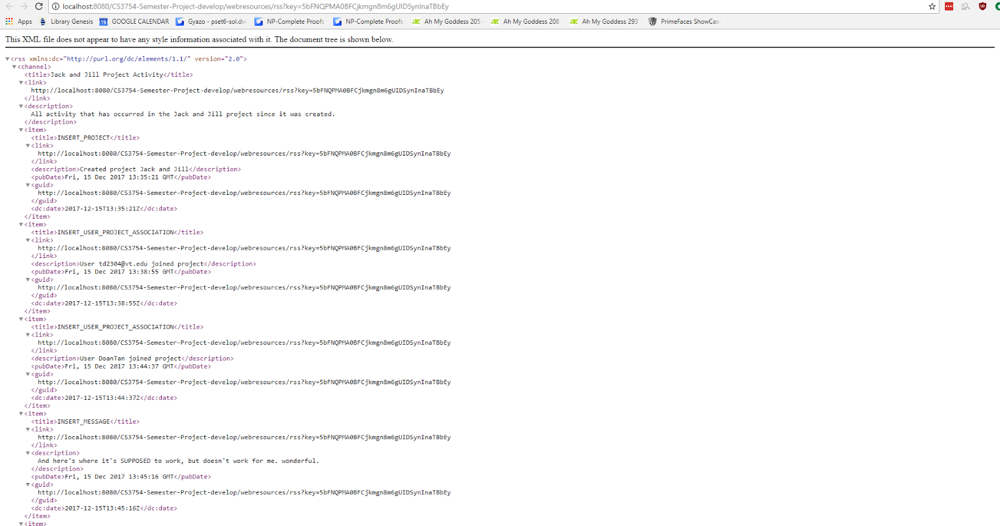 localhost:8080/CS3754-Semester-Project-develop/webresources/rss?key=5bFNQPMA0BFCjkmgn8m6gUIDSynInaTBbEy
Apps Library Genesis 19 GOOGLE CALENDAR Gyazo - pset6-sol.dvi NP-Complete Proofs NP-Complete Proofs Ah My Goddess 205 Ah My Goddess 208 Ah My Goddess 293 PrimeFaces ShowCas
This XML file does not appear to have any style information associated with it. The document tree is shown below.
▼<rss xmlns:dc="http://purl.org/dc/elements/1.1/" version="2.0">
▼<channel>
<title>Jack and Jill Project Activity</title>
▼<link>
http://localhost:8080/CS3754-Semester-Project-develop/webresources/rss?key=5bFNQPMA0BFCjkmgn8m6gUIDSynInaTBbEy
</link>
▼<description>
All activity that has occurred in the Jack and Jill project since it was created.
</description>
▼<item>
<title>INSERT_PROJECT</title>
▼<link>
http://localhost:8080/CS3754-Semester-Project-develop/webresources/rss?key=5bFNQPMA0BFCjkmgn8m6gUIDSynInaTBbEy
</link>
<description>Created project Jack and Jill</description>
<pubDate>Fri, 15 Dec 2017 13:35:21 GMT</pubDate>
▼<guid>
http://localhost:8080/CS3754-Semester-Project-develop/webresources/rss?key=5bFNQPMA0BFCjkmgn8m6gUIDSynInaTBbEy
</guid>
<dc:date>2017-12-15T13:35:21Z</dc:date>
</item>
▼<item>
<title>INSERT_USER_PROJECT_ASSOCIATION</title>
▼<link>
http://localhost:8080/CS3754-Semester-Project-develop/webresources/rss?key=5bFNQPMA0BFCjkmgn8m6gUIDSynInaTBbEy
</link>
<description>User td2304@vt.edu joined project</description>
<pubDate>Fri, 15 Dec 2017 13:38:55 GMT</pubDate>
▼<guid>
http://localhost:8080/CS3754-Semester-Project-develop/webresources/rss?key=5bFNQPMA0BFCjkmgn8m6gUIDSynInaTBbEy
</guid>
<dc:date>2017-12-15T13:38:55Z</dc:date>
</item>
▼<item>
<title>INSERT_USER_PROJECT_ASSOCIATION</title>
▼<link>
http://localhost:8080/CS3754-Semester-Project-develop/webresources/rss?key=5bFNQPMA0BFCjkmgn8m6gUIDSynInaTBbEy
</link>
<description>User DoanTan joined project</description>
<pubDate>Fri, 15 Dec 2017 13:44:37 GMT</pubDate>
▼<guid>
http://localhost:8080/CS3754-Semester-Project-develop/webresources/rss?key=5bFNQPMA0BFCjkmgn8m6gUIDSynInaTBbEy
</guid>
<dc:date>2017-12-15T13:44:37Z</dc:date>
</item>
▼<item>
<title>INSERT_MESSAGE</title>
▼<link>
http://localhost:8080/CS3754-Semester-Project-develop/webresources/rss?key=5bFNQPMA0BFCjkmgn8m6gUIDSynInaTBbEy
</link>
▼<description>
And here's where it's SUPPOSED to work, but doesn't work for me. wonderful.
</description>
<pubDate>Fri, 15 Dec 2017 13:45:16 GMT</pubDate>
▼<guid>
http://localhost:8080/CS3754-Semester-Project-develop/webresources/rss?key=5bFNQPMA0BFCjkmgn8m6gUIDSynInaTBbEy
</guid>
<dc:date>2017-12-15T13:45:16Z</dc:date>
</item>
▼<item>